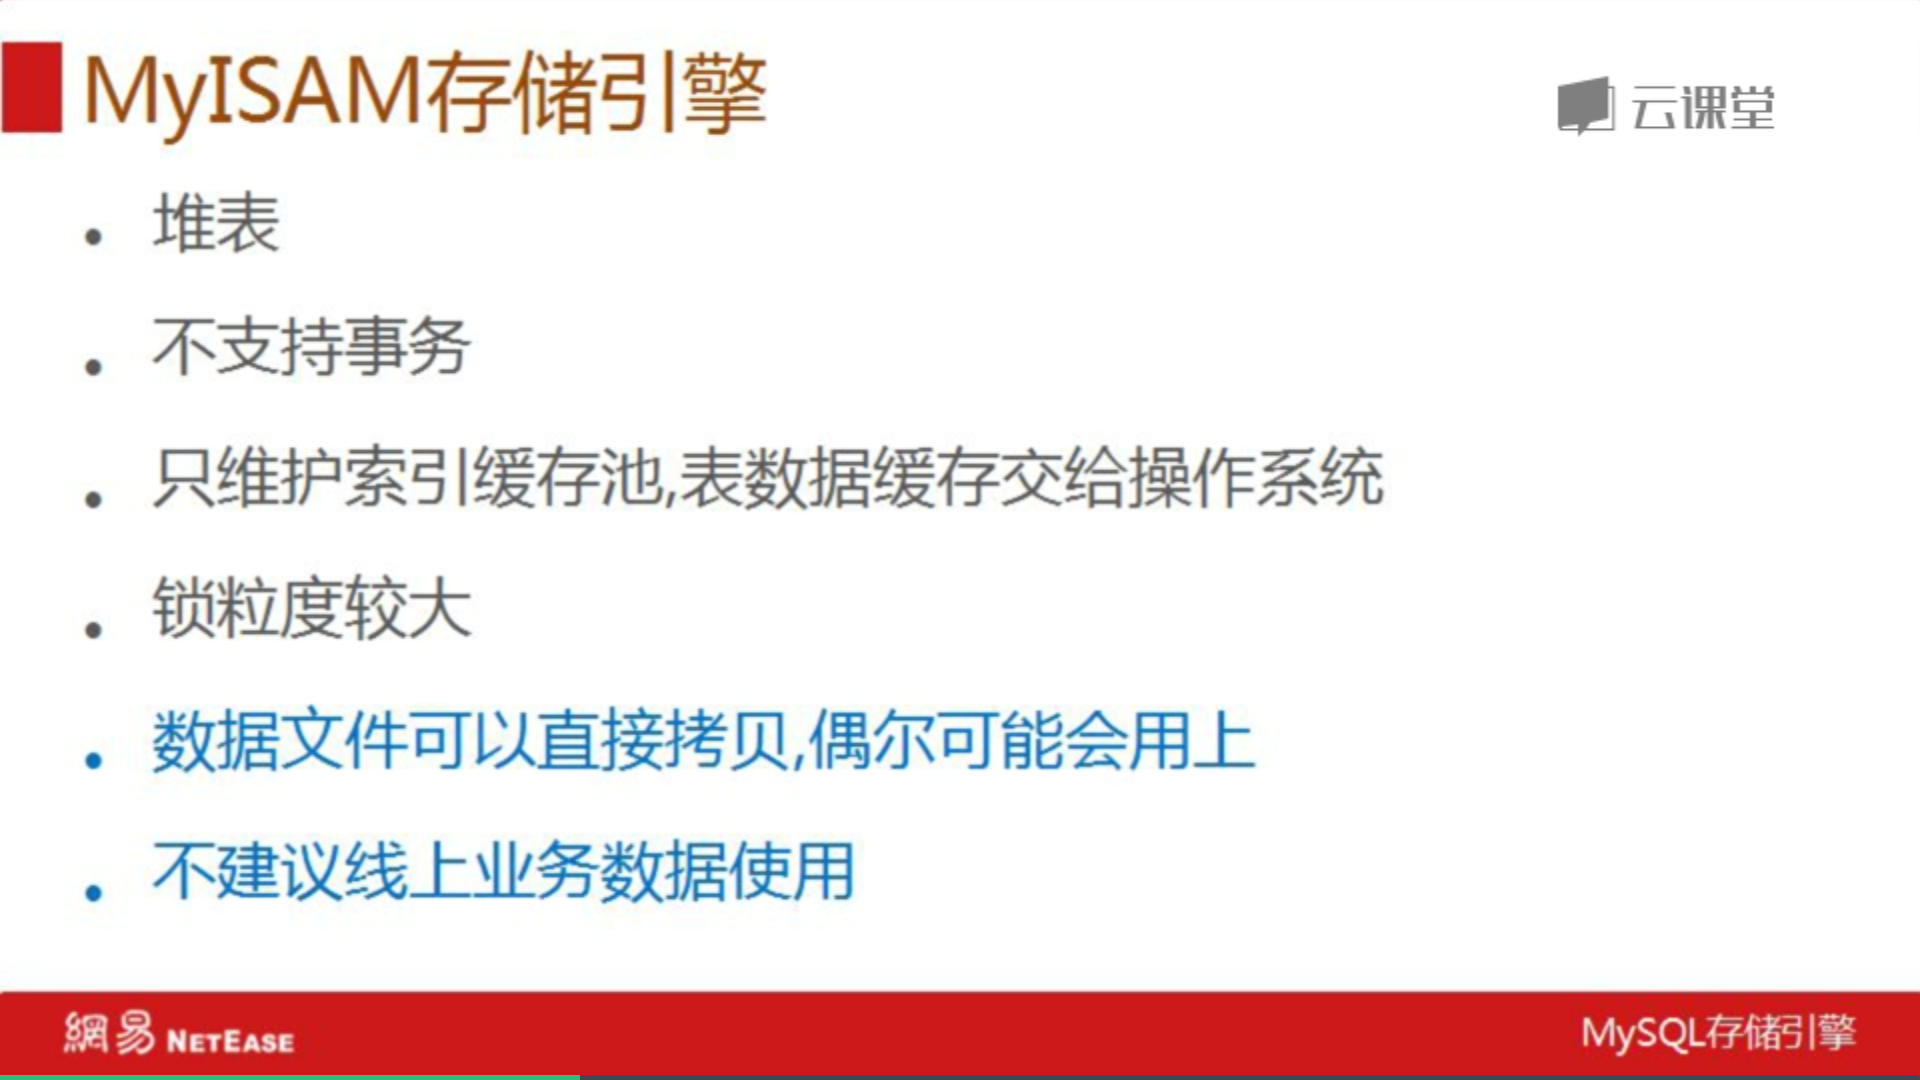 MyISAM存储引擎
云课堂
堆表
不支持事务
只维护索引缓存池,表数据缓存交给操作系统
锁粒度较大
数据文件可以直接拷贝,偶尔可能会用上
不建议线上业务数据使用
網易 NETEASE
MySQL存储引擎